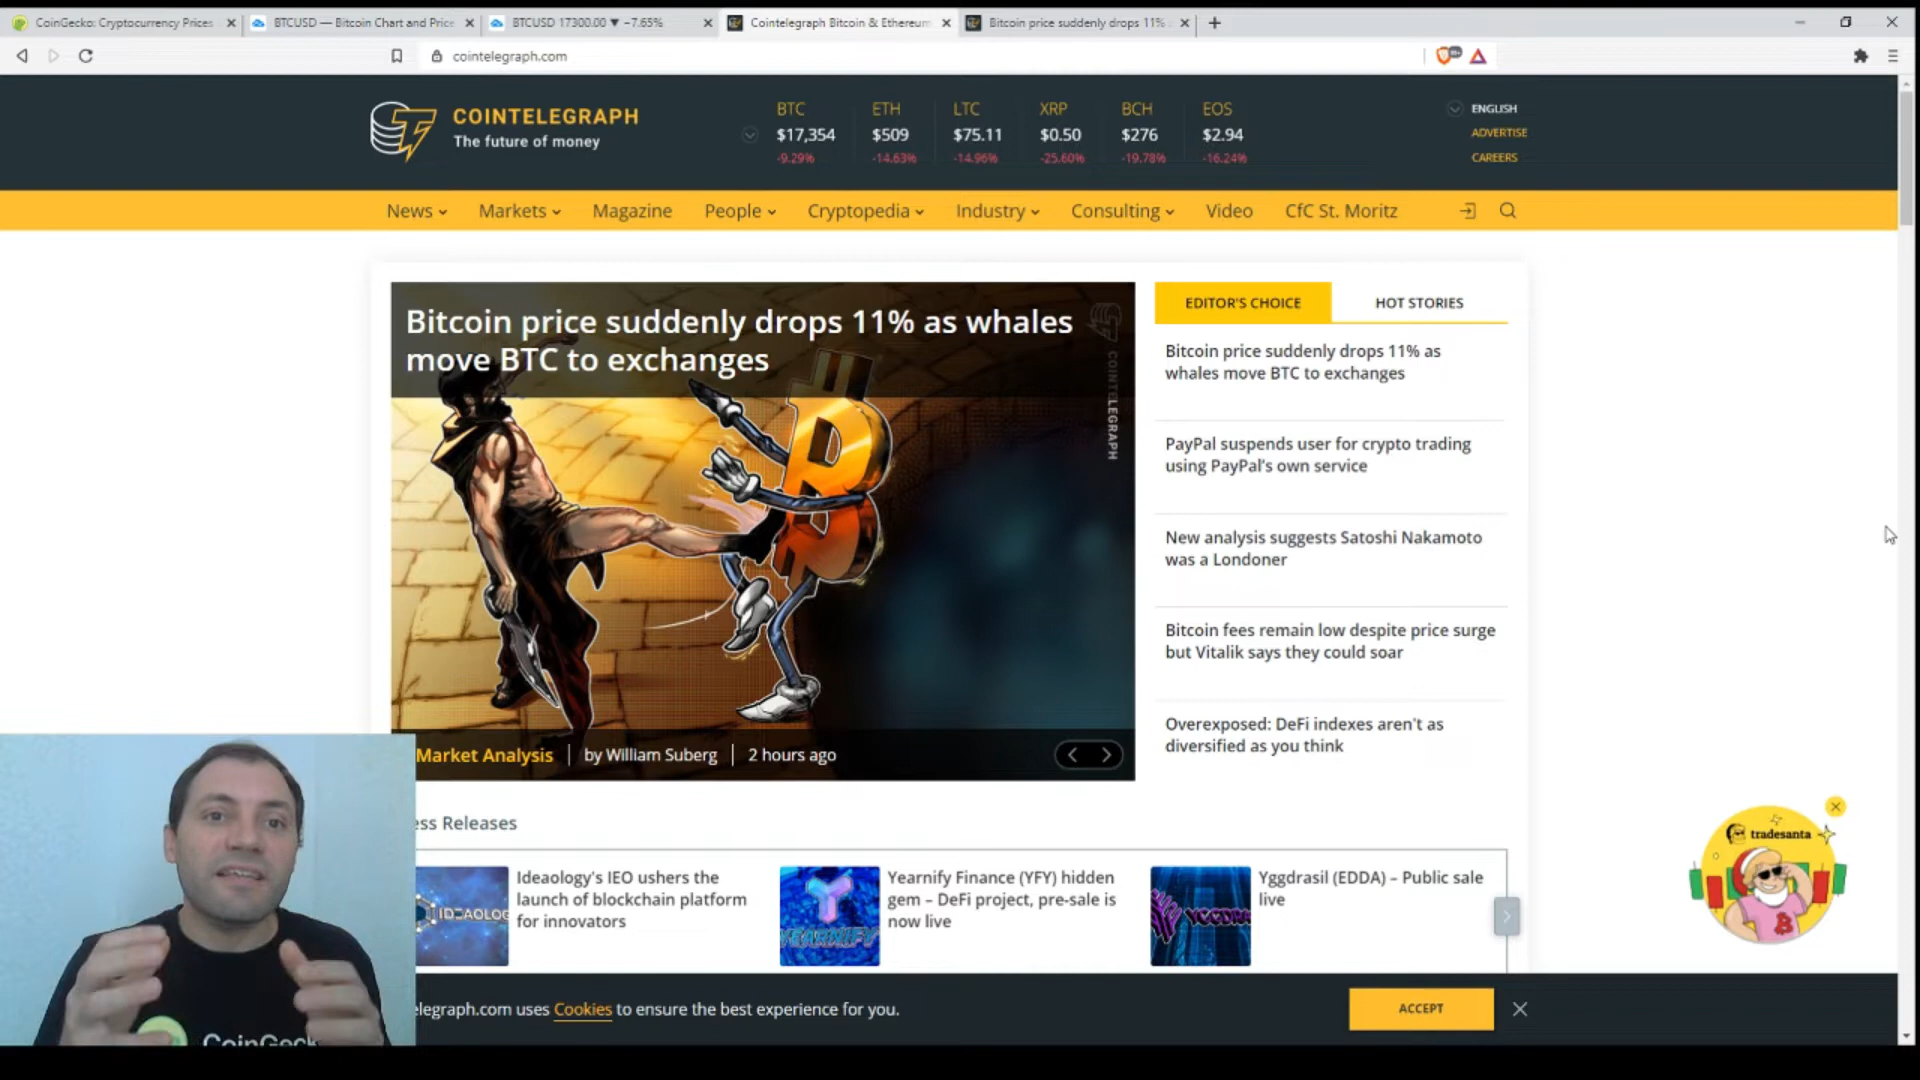 CoinGecko: Cryptocurrency Prices
BTCUSD — Bitcoin Chart and Price
BTCUSD 17300.00 ▼ −7.65%
Cointelegraph Bitcoin & Ethereum
Bitcoin price suddenly drops 11%
cointelegraph.com
COINTELEGRAPH
The future of money
BTC
$17,354
-9.29%
ETH
$509
-14.63%
LTC
$75.11
-14.96%
XRP
$0.50
-25.60%
BCH
$276
-19.78%
EOS
$2.94
-16.24%
ENGLISH
ADVERTISE
CAREERS
News
Markets
Magazine
People
Cryptopedia
Industry
Consulting
Video
CfC St. Moritz
Bitcoin price suddenly drops 11% as whales
move BTC to exchanges
COINTELEGRAPH
Market Analysis
by William Suberg
2 hours ago
EDITOR'S CHOICE
HOT STORIES
Bitcoin price suddenly drops 11% as
whales move BTC to exchanges
PayPal suspends user for crypto trading
using PayPal's own service
New analysis suggests Satoshi Nakamoto
was a Londoner
Bitcoin fees remain low despite price surge
but Vitalik says they could soar
Overexposed: DeFi indexes aren't as
diversified as you think
tradesanta
ess Releases
IDEAOLOG
Ideaology's IEO ushers the
launch of blockchain platform
for innovators
YEARNIFY
Yearnify Finance (YFY) hidden
gem – DeFi project, pre-sale is
now live
Yggdrasil (EDDA) – Public sale
live
elegraph.com uses Cookies to ensure the best experience for you.
ACCEPT
CoinGeck